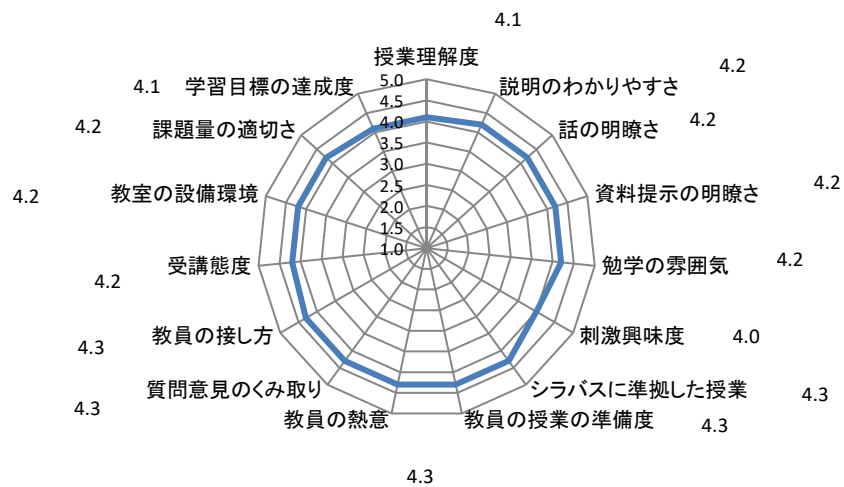 4.1
授業理解度
4.2
説明のわかりやすさ
4.2
話の明瞭さ
4.2
資料提示の明瞭さ
4.2
勉学の雰囲気
4.0
刺激興味度
4.3
シラバスに準拠した授業
4.3
教員の授業の準備度
4.3
教員の熱意
4.3
質問意見のくみ取り
4.3
教員の接し方
4.2
受講態度
4.2
教室の設備環境
4.2
課題量の適切さ
4.1
学習目標の達成度
5.0
4.5
4.0
3.5
3.0
2.5
2.0
1.5
1.0